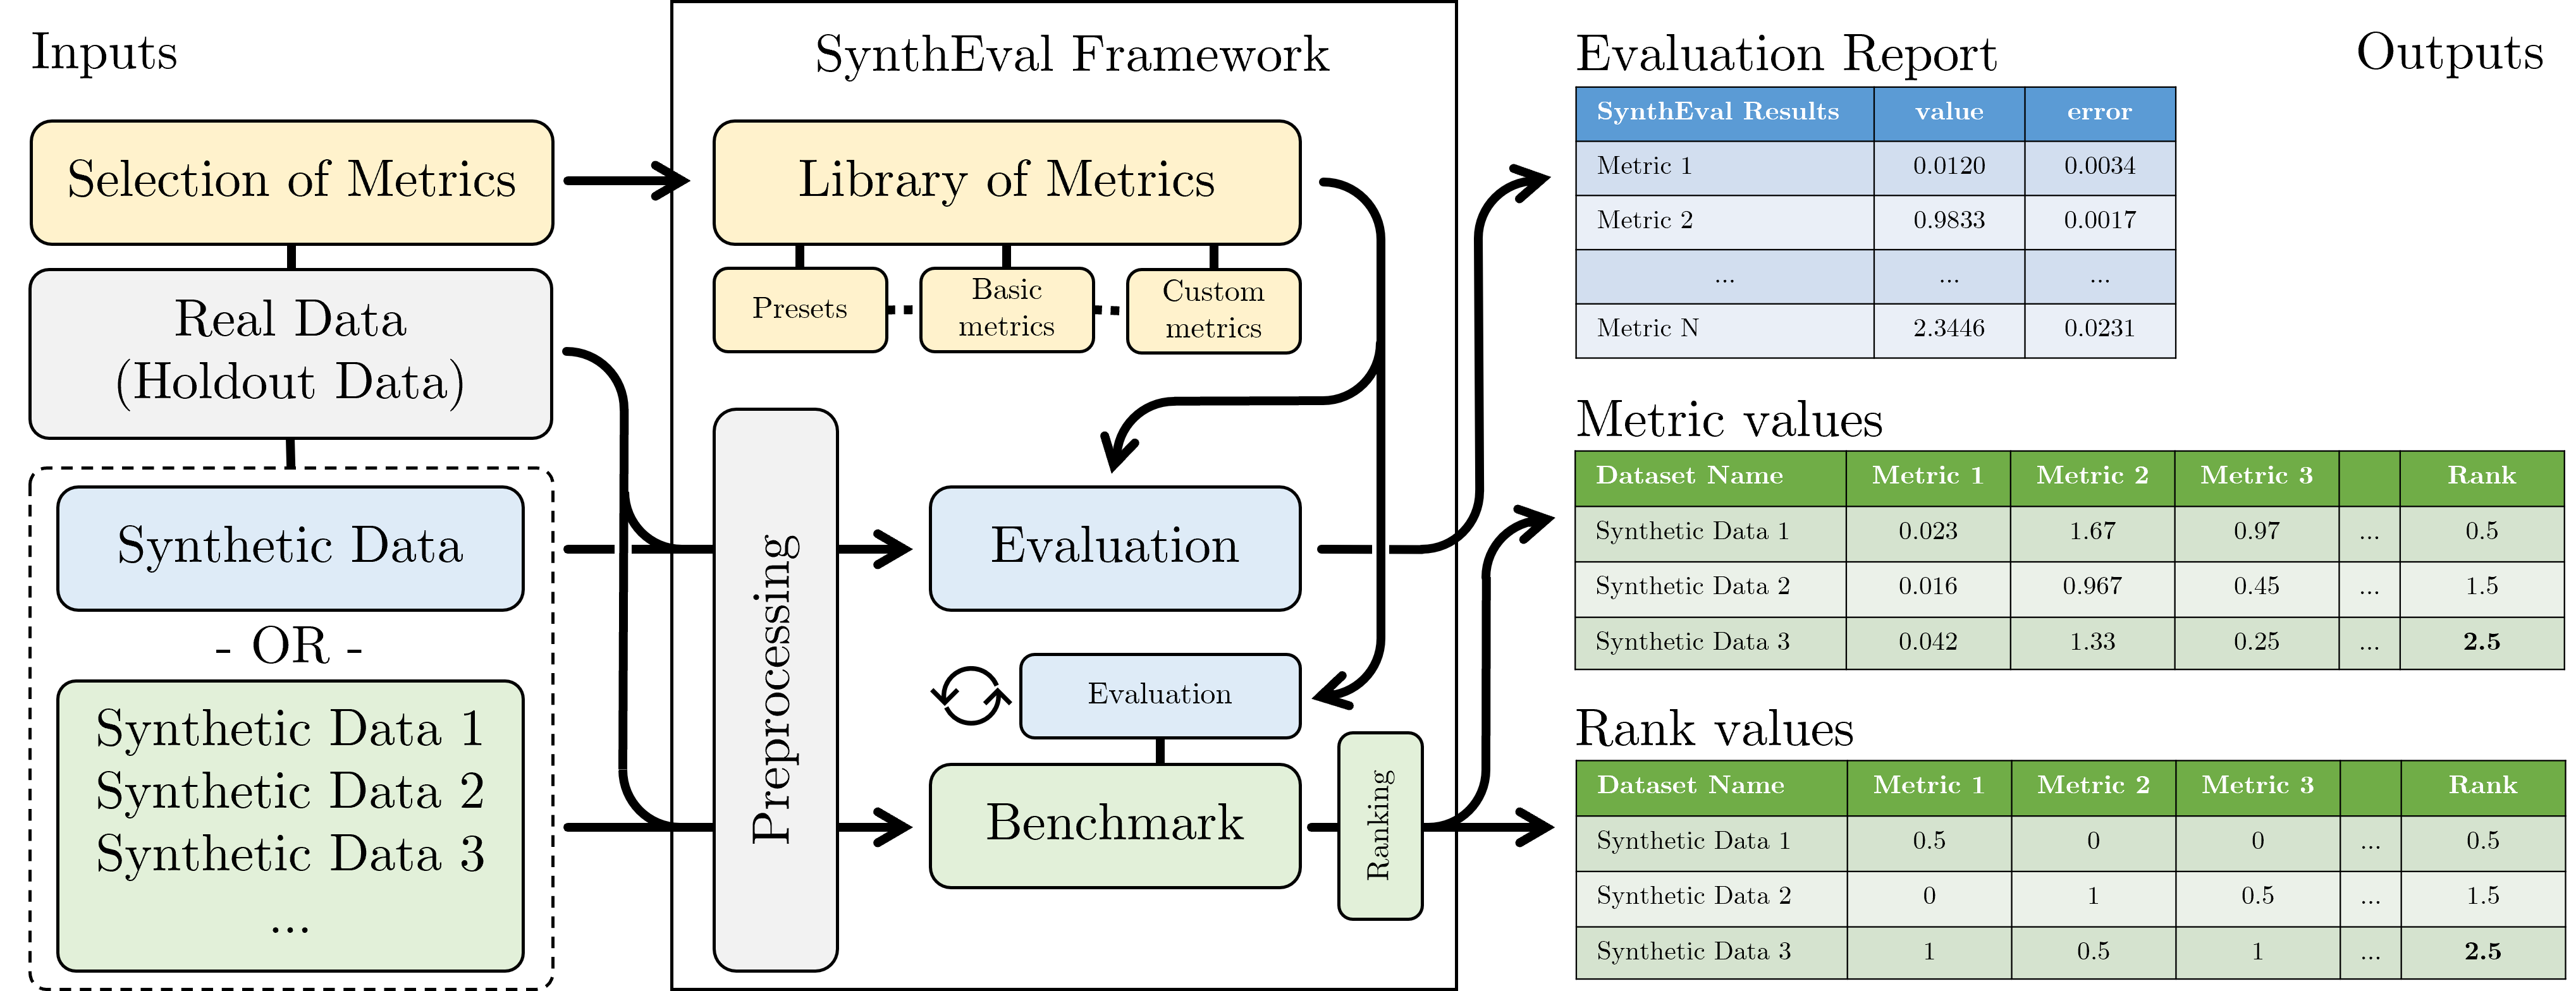 Inputs
Selection of Metrics
Real Data
(Holdout Data)
Synthetic Data
- OR -
Synthetic Data 1
Synthetic Data 2
Synthetic Data 3
...
SynthEval Framework
Library of Metrics
Presets
Basic
metrics
Custom
metrics
Preprocessing
Evaluation
Evaluation
Benchmark
Ranking
Outputs
Evaluation Report
SynthEval Results value error
Metric 1 0.0120 0.0034
Metric 2 0.9833 0.0017
... ... ...
Metric N 2.3446 0.0231
Metric values
Dataset Name Metric 1 Metric 2 Metric 3 Rank
Synthetic Data 1 0.023 1.67 0.97 ... 0.5
Synthetic Data 2 0.016 0.967 0.45 ... 1.5
Synthetic Data 3 0.042 1.33 0.25 ... 2.5
Rank values
Dataset Name Metric 1 Metric 2 Metric 3 Rank
Synthetic Data 1 0.5 0 0 ... 0.5
Synthetic Data 2 0 1 0.5 ... 1.5
Synthetic Data 3 1 0.5 1 ... 2.5